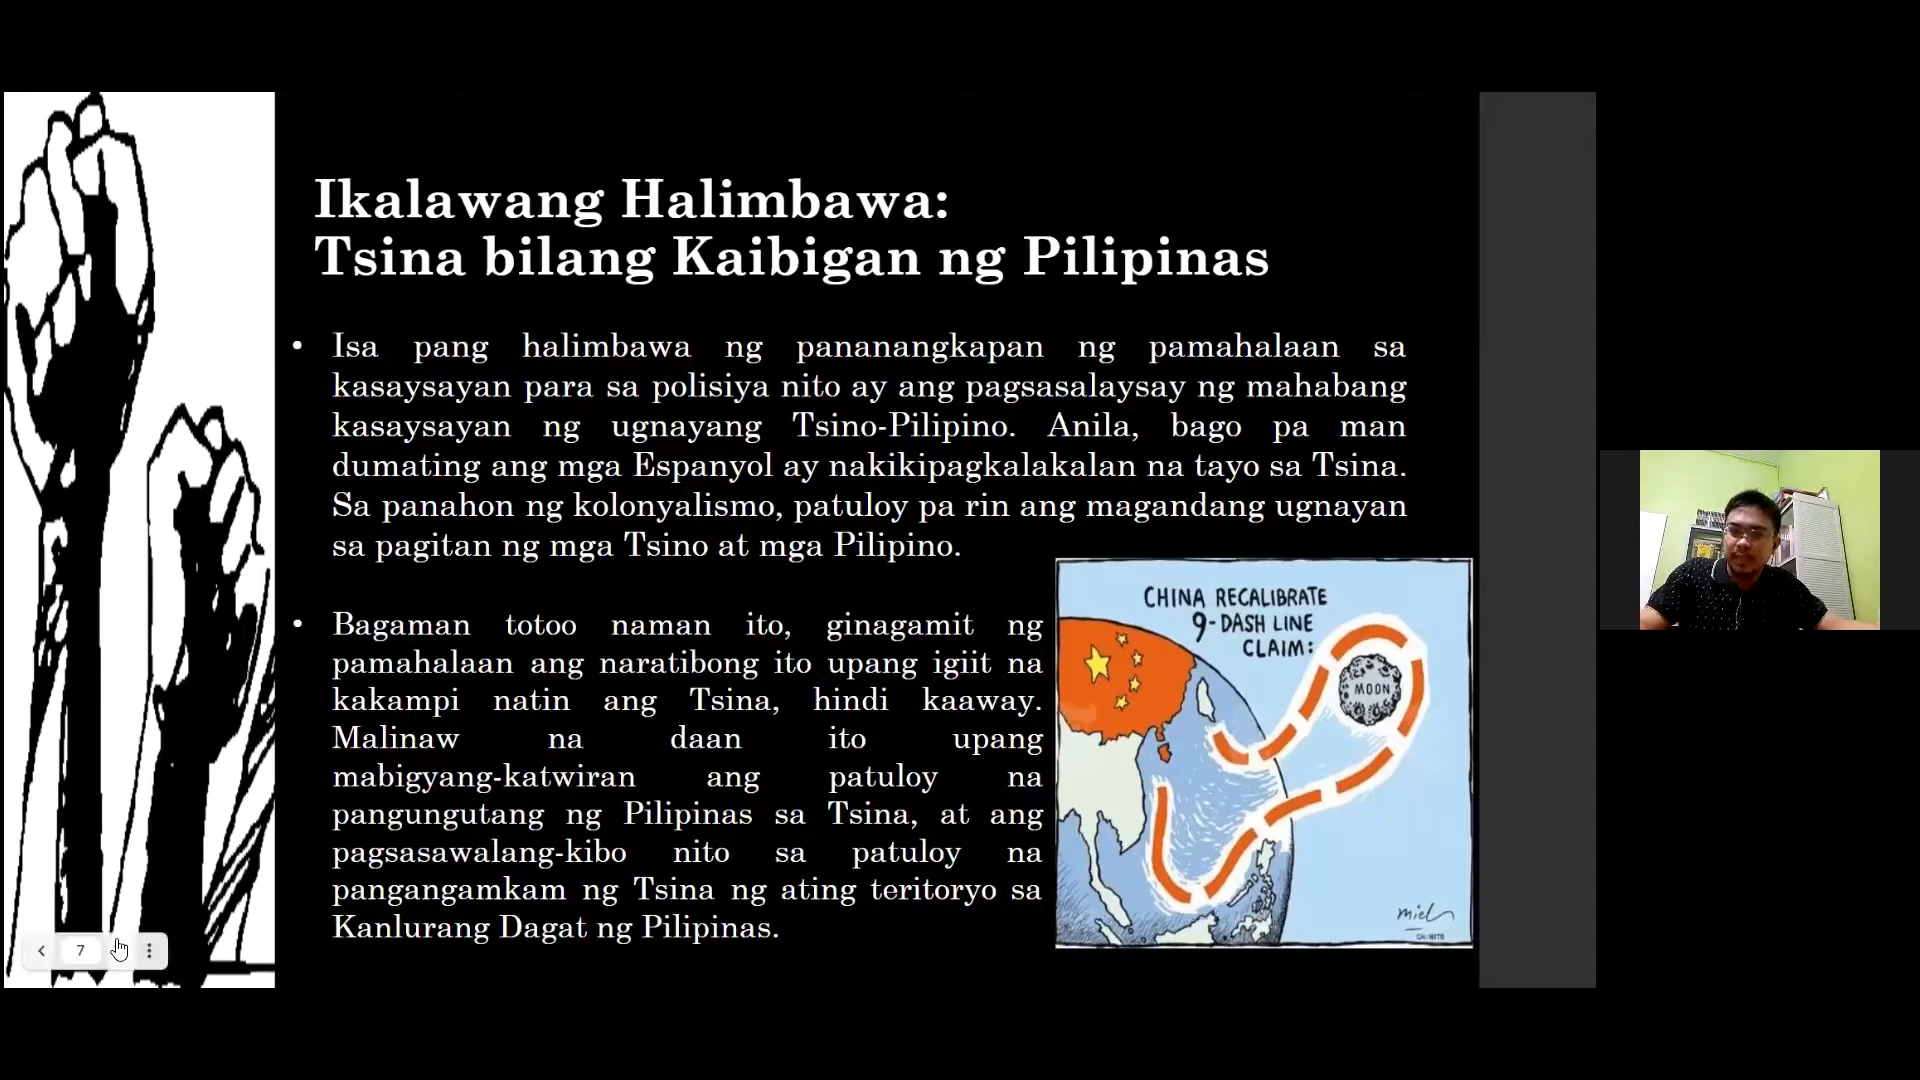 Ikalawang Halimbawa:
Tsina bilang Kaibigan ng Pilipinas
• Isa pang halimbawa ng pananangkapan ng pamahalaan sa
kasaysayan para sa polisiya nito ay ang pagsasalaysay ng mahabang
kasaysayan ng ugnayang Tsino-Pilipino. Anila, bago pa man
dumating ang mga Espanyol ay nakikipagkalakalan na tayo sa Tsina.
Sa panahon ng kolonyalismo, patuloy pa rin ang magandang ugnayan
sa pagitan ng mga Tsino at mga Pilipino.
• Bagaman totoo naman ito, ginagamit ng
pamahalaan ang naratibong ito upang igiit na
kakampi natin ang Tsina, hindi kaaway.
Malinaw na daan ito upang
mabigyang-katwiran ang patuloy na
pangungutang ng Pilipinas sa Tsina, at ang
pagsasawalang-kibo nito sa patuloy na
pangangamkam ng Tsina ng ating teritoryo sa
Kanlurang Dagat ng Pilipinas.
CHINA RECALIBRATE
9-DASH LINE
CLAIM:
MOON
miel
7